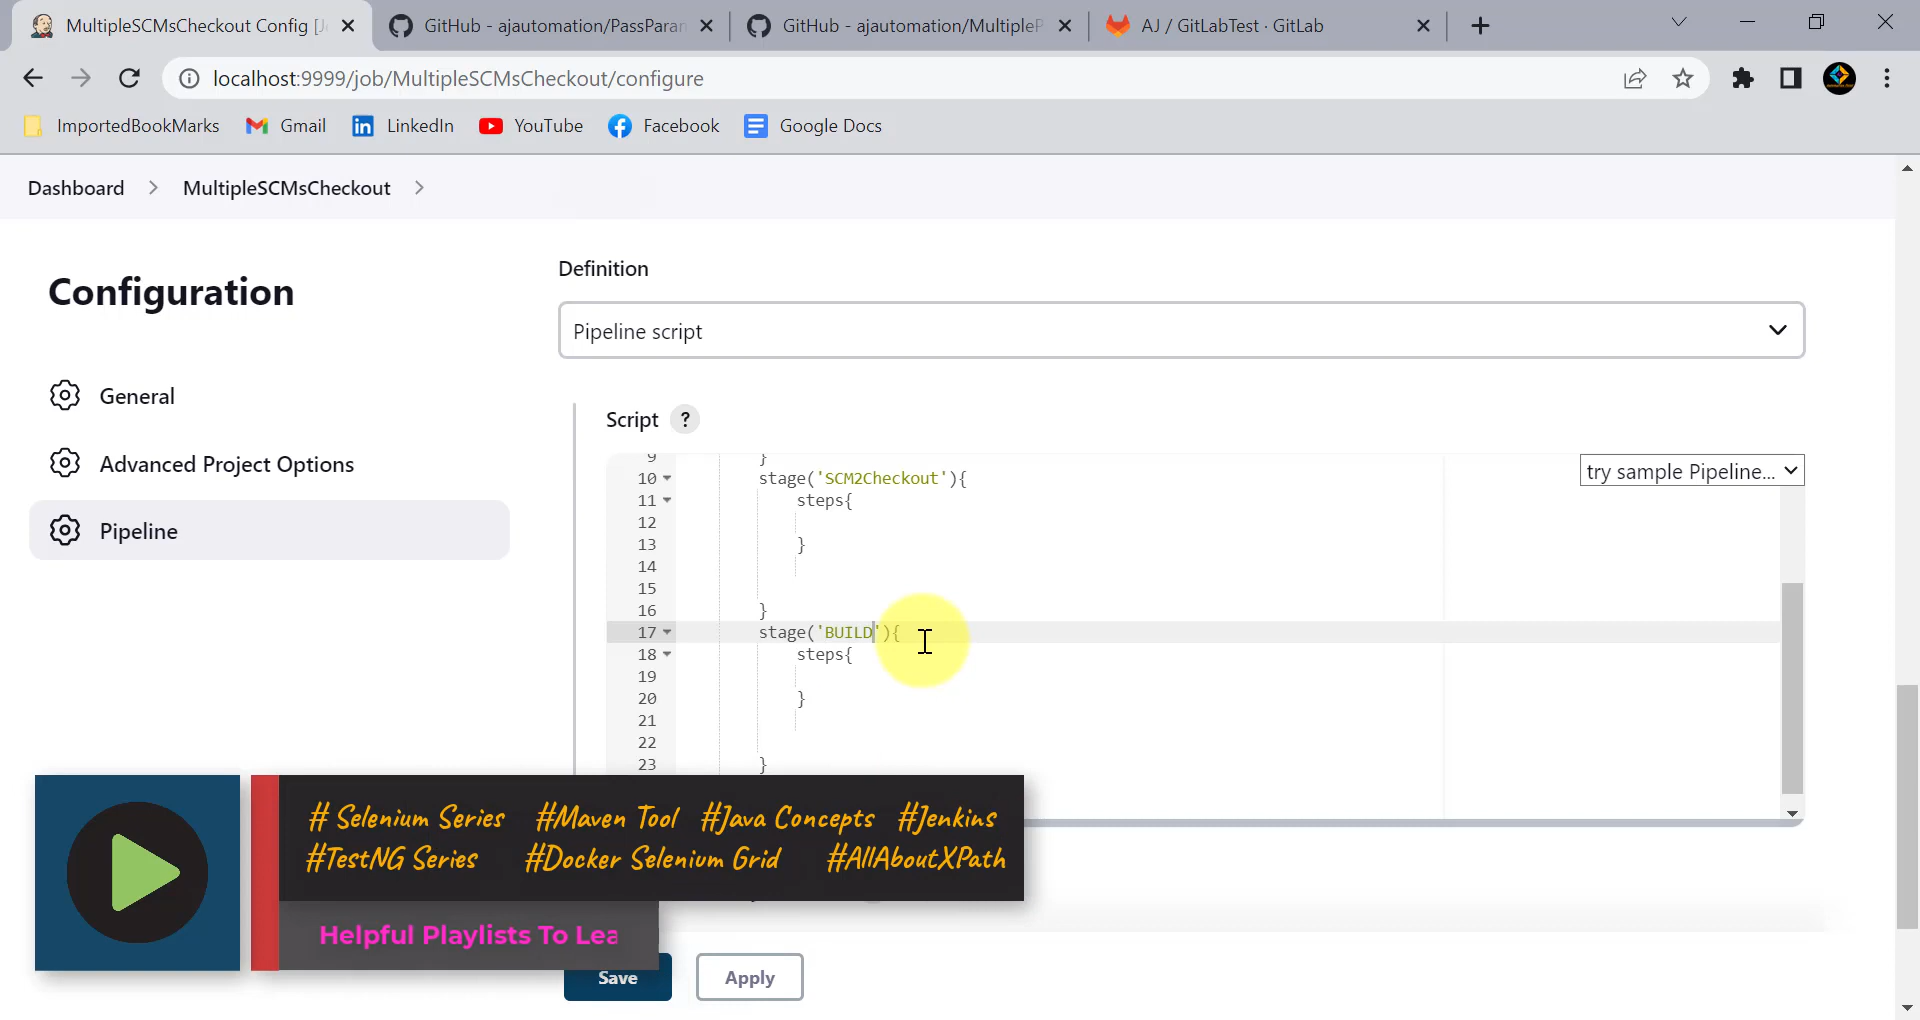 MultipleSCMsCheckout Config [Je
GitHub - ajautomation/PassParam
GitHub - ajautomation/MultipleP
AJ / GitLabTest · GitLab
localhost:9999/job/MultipleSCMsCheckout/configure
ImportedBookMarks
Gmail
LinkedIn
YouTube
Facebook
Google Docs
Dashboard
MultipleSCMsCheckout
Configuration
General
Advanced Project Options
Pipeline
Definition
Pipeline script
Script ?
try sample Pipeline...
9 }
10 stage('SCM2Checkout'){
11 steps{
12
13 }
14
15
16 }
17 stage('BUILD'){
18 steps{
19
20 }
21
22
23 }
# Selenium Series #Maven Tool #Java Concepts #Jenkins
#TestNG Series #Docker Selenium Grid #AllAboutXPath
Helpful Playlists To Lea
Save
Apply